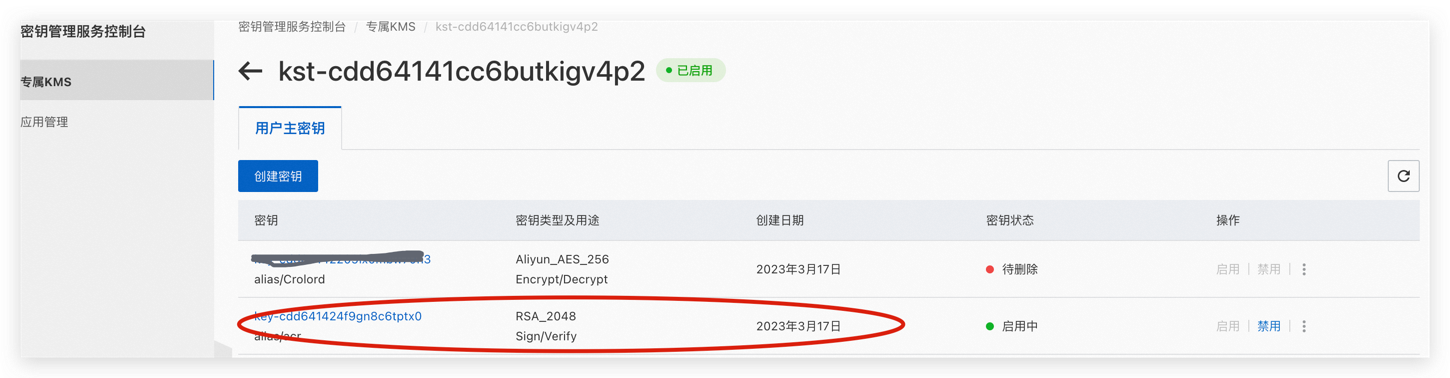 密钥管理服务控制台
密钥管理服务控制台 / 专属KMS / kst-cdd64141cc6butkigv4p2
← kst-cdd64141cc6butkigv4p2 已启用
专属KMS
应用管理
用户主密钥
创建密钥
密钥 密钥类型及用途 创建日期 密钥状态 操作
Aliyun_AES_256
alias/Crolord Encrypt/Decrypt 2023年3月17日 待删除 启用 | 禁用 |
key-cdd641424f9gn8c6tptx0 RSA_2048
alias/acr Sign/Verify 2023年3月17日 启用中 启用 | 禁用 |